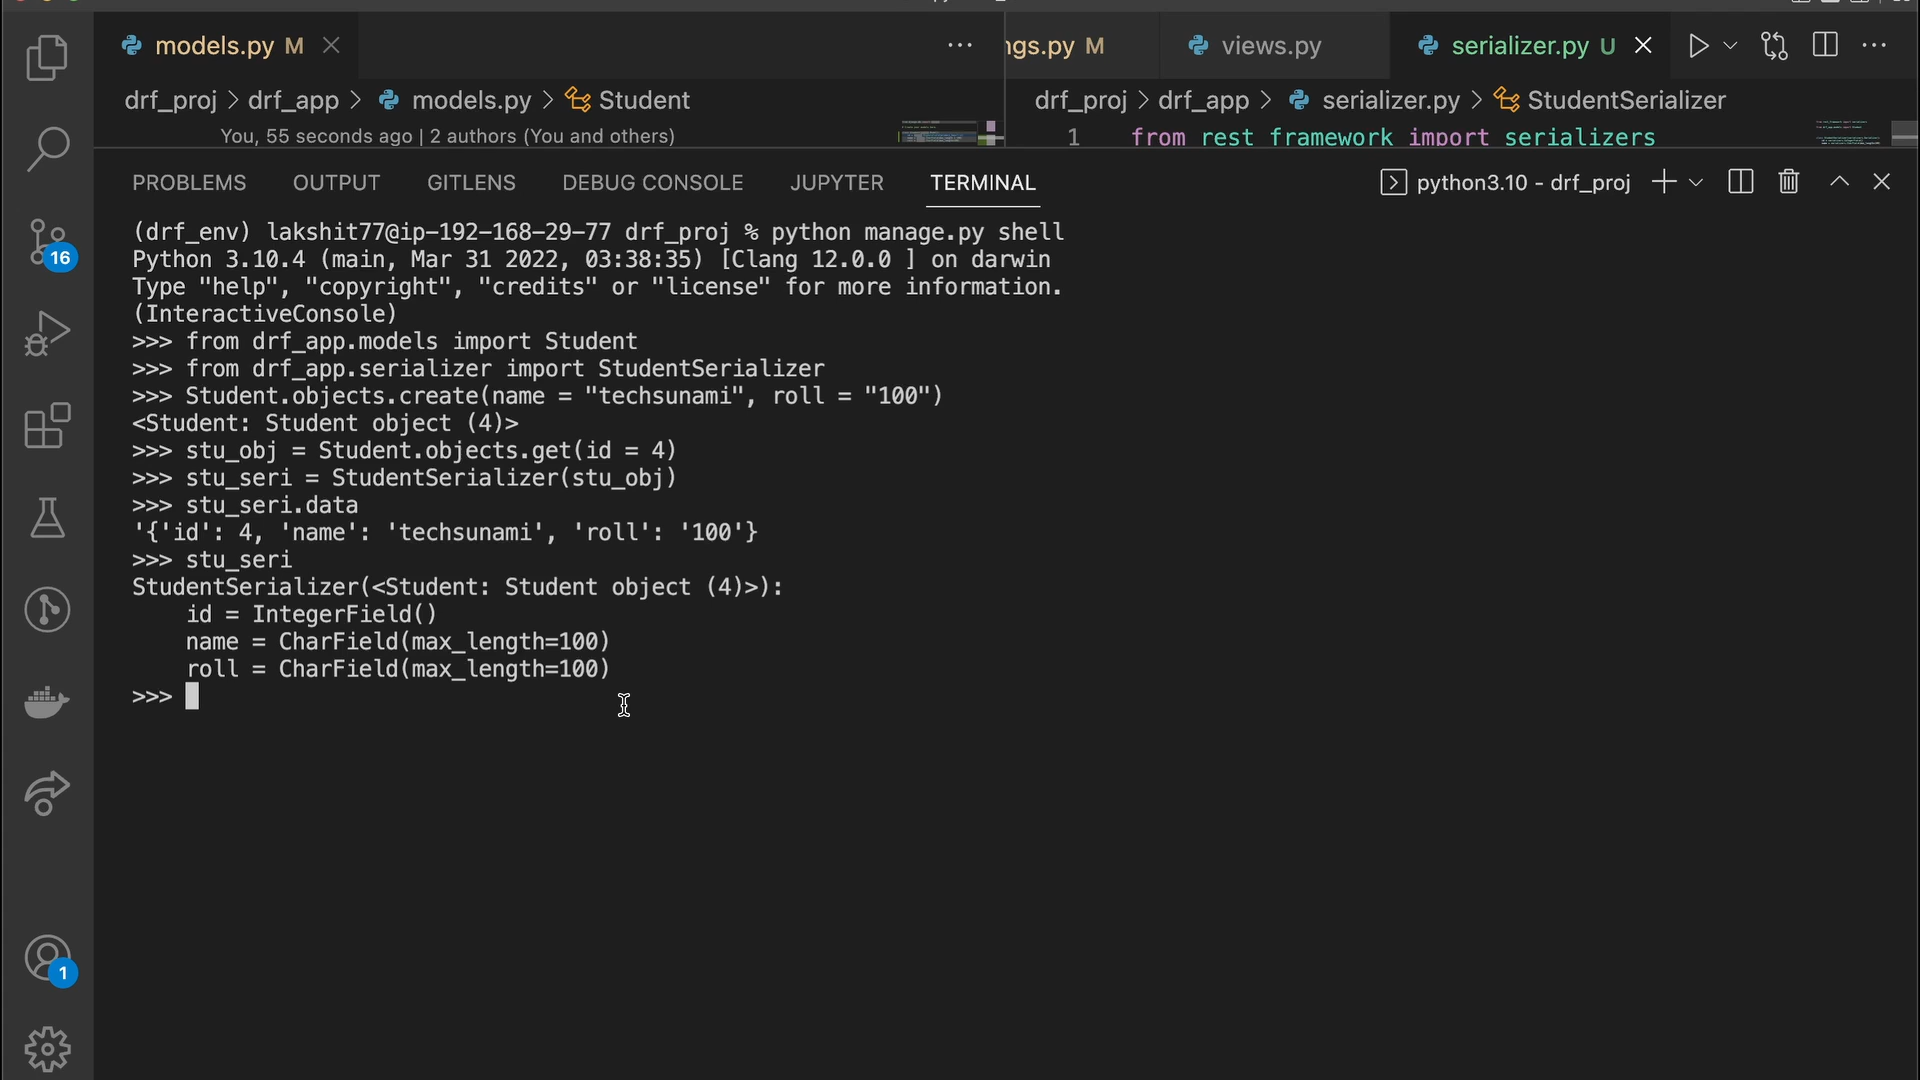 models.py M
ngs.py M
views.py
serializer.py U
drf_proj > drf_app > models.py > Student
drf_proj > drf_app > serializer.py > StudentSerializer
You, 55 seconds ago | 2 authors (You and others)
1 from rest framework import serializers
PROBLEMS OUTPUT GITLENS DEBUG CONSOLE JUPYTER TERMINAL
python3.10 - drf_proj
(drf_env) lakshit77@ip-192-168-29-77 drf_proj % python manage.py shell
Python 3.10.4 (main, Mar 31 2022, 03:38:35) [Clang 12.0.0 ] on darwin
Type "help", "copyright", "credits" or "license" for more information.
(InteractiveConsole)
>>> from drf_app.models import Student
>>> from drf_app.serializer import StudentSerializer
>>> Student.objects.create(name = "techsunami", roll = "100")
<Student: Student object (4)>
>>> stu_obj = Student.objects.get(id = 4)
>>> stu_seri = StudentSerializer(stu_obj)
>>> stu_seri.data
'{'id': 4, 'name': 'techsunami', 'roll': '100'}
>>> stu_seri
StudentSerializer(<Student: Student object (4)>):
    id = IntegerField()
    name = CharField(max_length=100)
    roll = CharField(max_length=100)
>>>
16
1